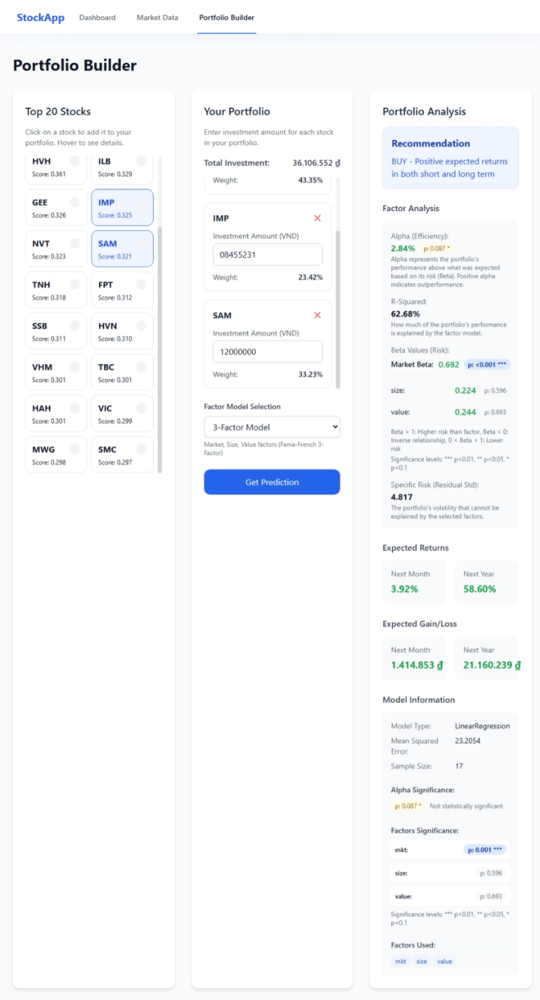 StockApp Dashboard Market Data Portfolio Builder
Portfolio Builder
Top 20 Stocks
Click on a stock to add it to your
portfolio. Hover to see details.
HVH ILB
Score: 0.361 Score: 0.329
GEE IMP
Score: 0.326 Score: 0.325
NVT SAM
Score: 0.323 Score: 0.321
TNH FPT
Score: 0.318 Score: 0.312
SSB HVN
Score: 0.311 Score: 0.310
VHM TBC
Score: 0.301 Score: 0.301
HAH VIC
Score: 0.301 Score: 0.299
MWG SMC
Score: 0.298 Score: 0.297
Your Portfolio
Enter investment amount for each stock
in your portfolio.
Total Investment: 36.106.552 ₫
Weight: 43.35%
IMP
Investment Amount (VND)
08455231
Weight: 23.42%
SAM
Investment Amount (VND)
12000000
Weight: 33.23%
Factor Model Selection
3-Factor Model
Market, Size, Value factors (Fama-French 3-
Factor)
Get Prediction
Portfolio Analysis
Recommendation
BUY - Positive expected returns
in both short and long term
Factor Analysis
Alpha (Efficiency):
2.84% p: 0.087 *
Alpha represents the portfolio's
performance above what was expected
based on its risk (Beta). Positive alpha
indicates outperformance.
R-Squared:
62.68%
How much of the portfolio's performance
is explained by the factor model.
Beta Values (Risk):
Market Beta: 0.692 p: <0.001 ***
size: 0.224 p: 0.596
value: 0.244 p: 0.693
Beta > 1: Higher risk than factor, Beta < 0:
Inverse relationship, 0 < Beta < 1: Lower
risk
Significance levels: *** p<0.01, ** p<0.05, *
p<0.1
Specific Risk (Residual Std):
4.817
The portfolio's volatility that cannot be
explained by the selected factors.
Expected Returns
Next Month Next Year
3.92% 58.60%
Expected Gain/Loss
Next Month Next Year
1.414.853 ₫ 21.160.239 ₫
Model Information
Model Type: LinearRegression
Mean Squared 23.2054
Error:
Sample Size: 17
Alpha Significance:
p: 0.087 * Not statistically significant
Factors Significance:
mkt: p: 0.001 ***
size: p: 0.596
value: p: 0.693
Significance levels: *** p<0.01, ** p<0.05, *
p<0.1
Factors Used:
mkt size value